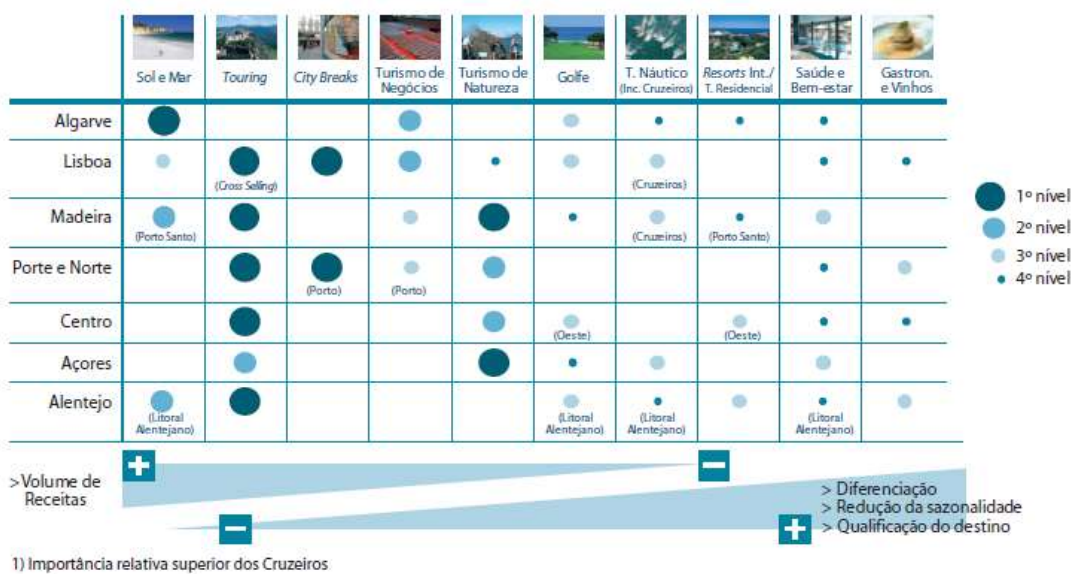 Sol e Mar
Touring
City Breaks
Turismo de
Negócios
Turismo de
Natureza
Golfe
T. Náutico
(Inc. Cruzeiros)
Resorts Int./
T. Residencial
Saúde e
Bem-estar
Gastron.
e Vinhos
Algarve
Lisboa
(Cross Selling)
(Cruzeiros)
Madeira
(Porto Santo)
(Cruzeiros)
(Porto Santo)
Porte e Norte
(Porto)
(Porto)
Centro
(Oeste)
(Oeste)
Açores
Alentejo
(Litoral
Alentejano)
(Litoral
Alentejano)
(Litoral
Alentejano)
(Litoral
Alentejano)
1º nível
2º nível
3º nível
4º nível
+
−
> Volume de
Receitas
−
+
> Diferenciação
> Redução da sazonalidade
> Qualificação do destino
1) Importância relativa superior dos Cruzeiros